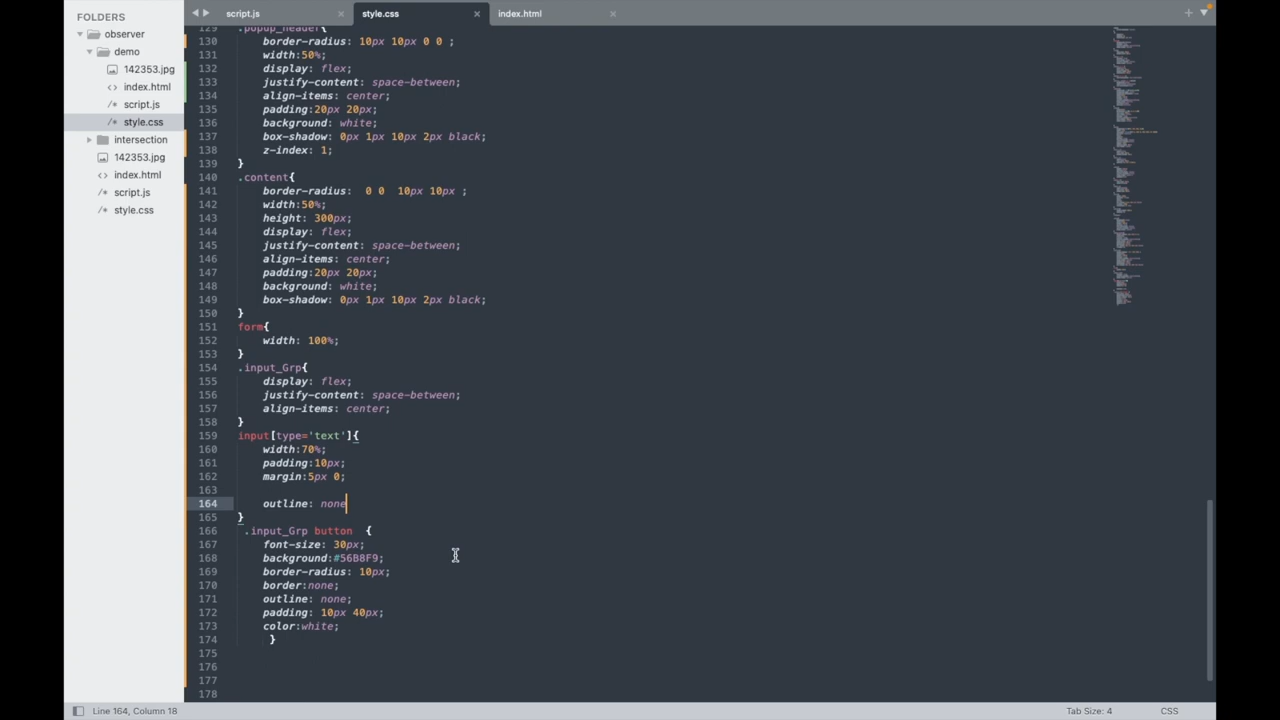 FOLDERS
observer
demo
142353.jpg
index.html
script.js
style.css
intersection
142353.jpg
index.html
script.js
style.css
script.js ×
style.css ×
index.html ×
129 .popup_header{
130 border-radius: 10px 10px 0 0 ;
131 width:50%;
132 display: flex;
133 justify-content: space-between;
134 align-items: center;
135 padding:20px 20px;
136 background: white;
137 box-shadow: 0px 1px 10px 2px black;
138 z-index: 1;
139 }
140 .content{
141 border-radius:  0 0  10px 10px ;
142 width:50%;
143 height: 300px;
144 display: flex;
145 justify-content: space-between;
146 align-items: center;
147 padding:20px 20px;
148 background: white;
149 box-shadow: 0px 1px 10px 2px black;
150 }
151 form{
152 width: 100%;
153 }
154 .input_Grp{
155 display: flex;
156 justify-content: space-between;
157 align-items: center;
158 }
159 input[type='text']{
160 width:70%;
161 padding:10px;
162 margin:5px 0;
163
164 outline: none
165 }
166 .input_Grp button  {
167 font-size: 30px;
168 background:#56B8F9;
169 border-radius: 10px;
170 border:none;
171 outline: none;
172 padding: 10px 40px;
173 color:white;
174 }
175
176
177
178
Line 164, Column 18
Tab Size: 4
CSS